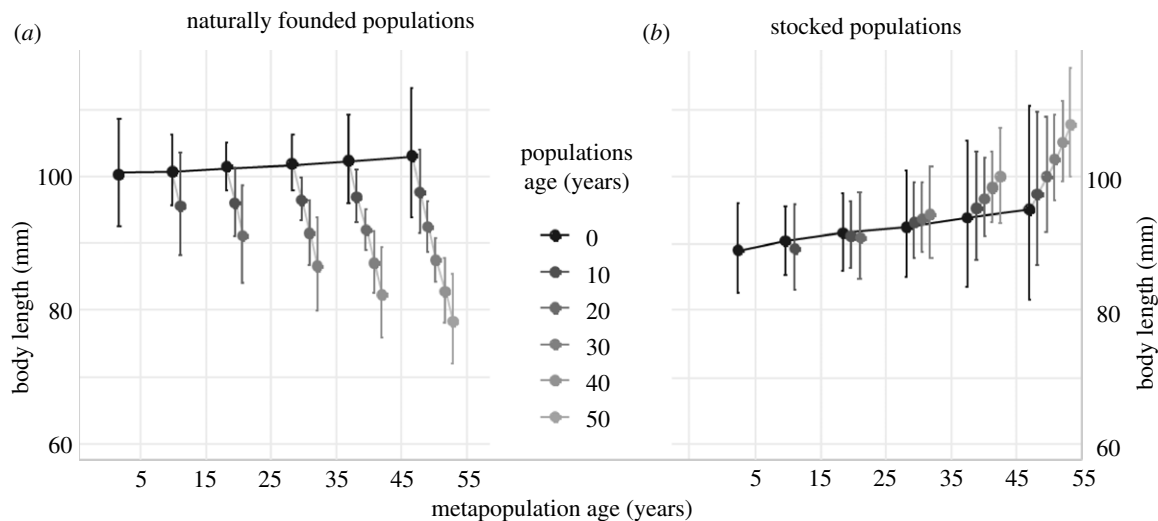 (a) naturally founded populations
(b) stocked populations
body length (mm)
100
80
60
5 15 25 35 45 55
populations
age (years)
0
10
20
30
40
50
100
80
60
body length (mm)
5 15 25 35 45 55
metapopulation age (years)